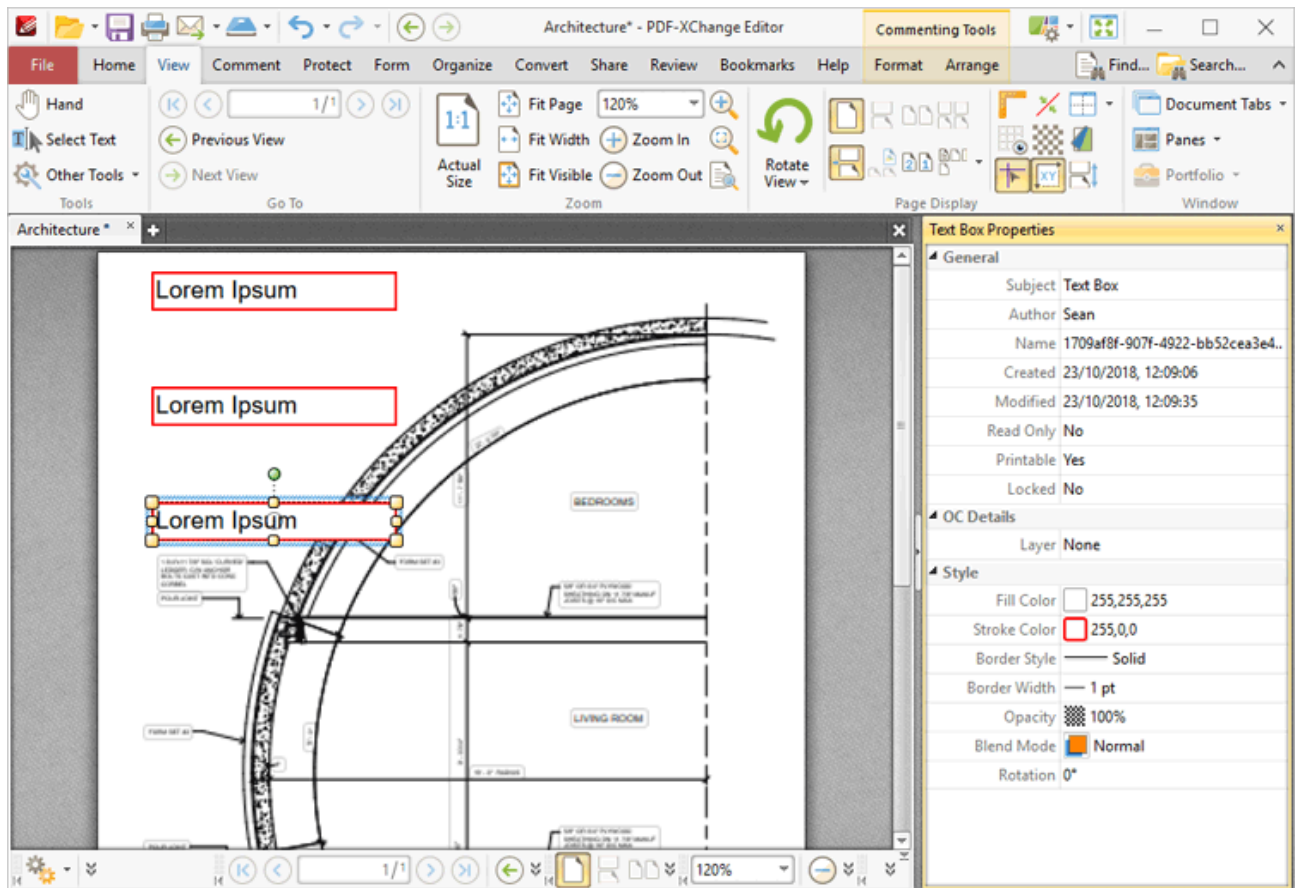 Architecture* - PDF-XChange Editor
Commenting Tools
File Home View Comment Protect Form Organize Convert Share Review Bookmarks Help Format Arrange Find... Search...
Hand
Select Text
Other Tools
Tools
1/1
Previous View
Next View
Go To
1:1
Actual Size
Fit Page 120%
Fit Width Zoom In
Fit Visible Zoom Out
Zoom
Rotate View
Page Display
XY
Document Tabs
Panes
Portfolio
Window
Architecture *
Lorem Ipsum
Lorem Ipsum
Lorem Ipsum
BEDROOMS
LIVING ROOM
Text Box Properties
General
Subject Text Box
Author Sean
Name 1709af8f-907f-4922-bb52cea3e4..
Created 23/10/2018, 12:09:06
Modified 23/10/2018, 12:09:35
Read Only No
Printable Yes
Locked No
OC Details
Layer None
Style
Fill Color 255,255,255
Stroke Color 255,0,0
Border Style Solid
Border Width 1 pt
Opacity 100%
Blend Mode Normal
Rotation 0°
1/1
120%